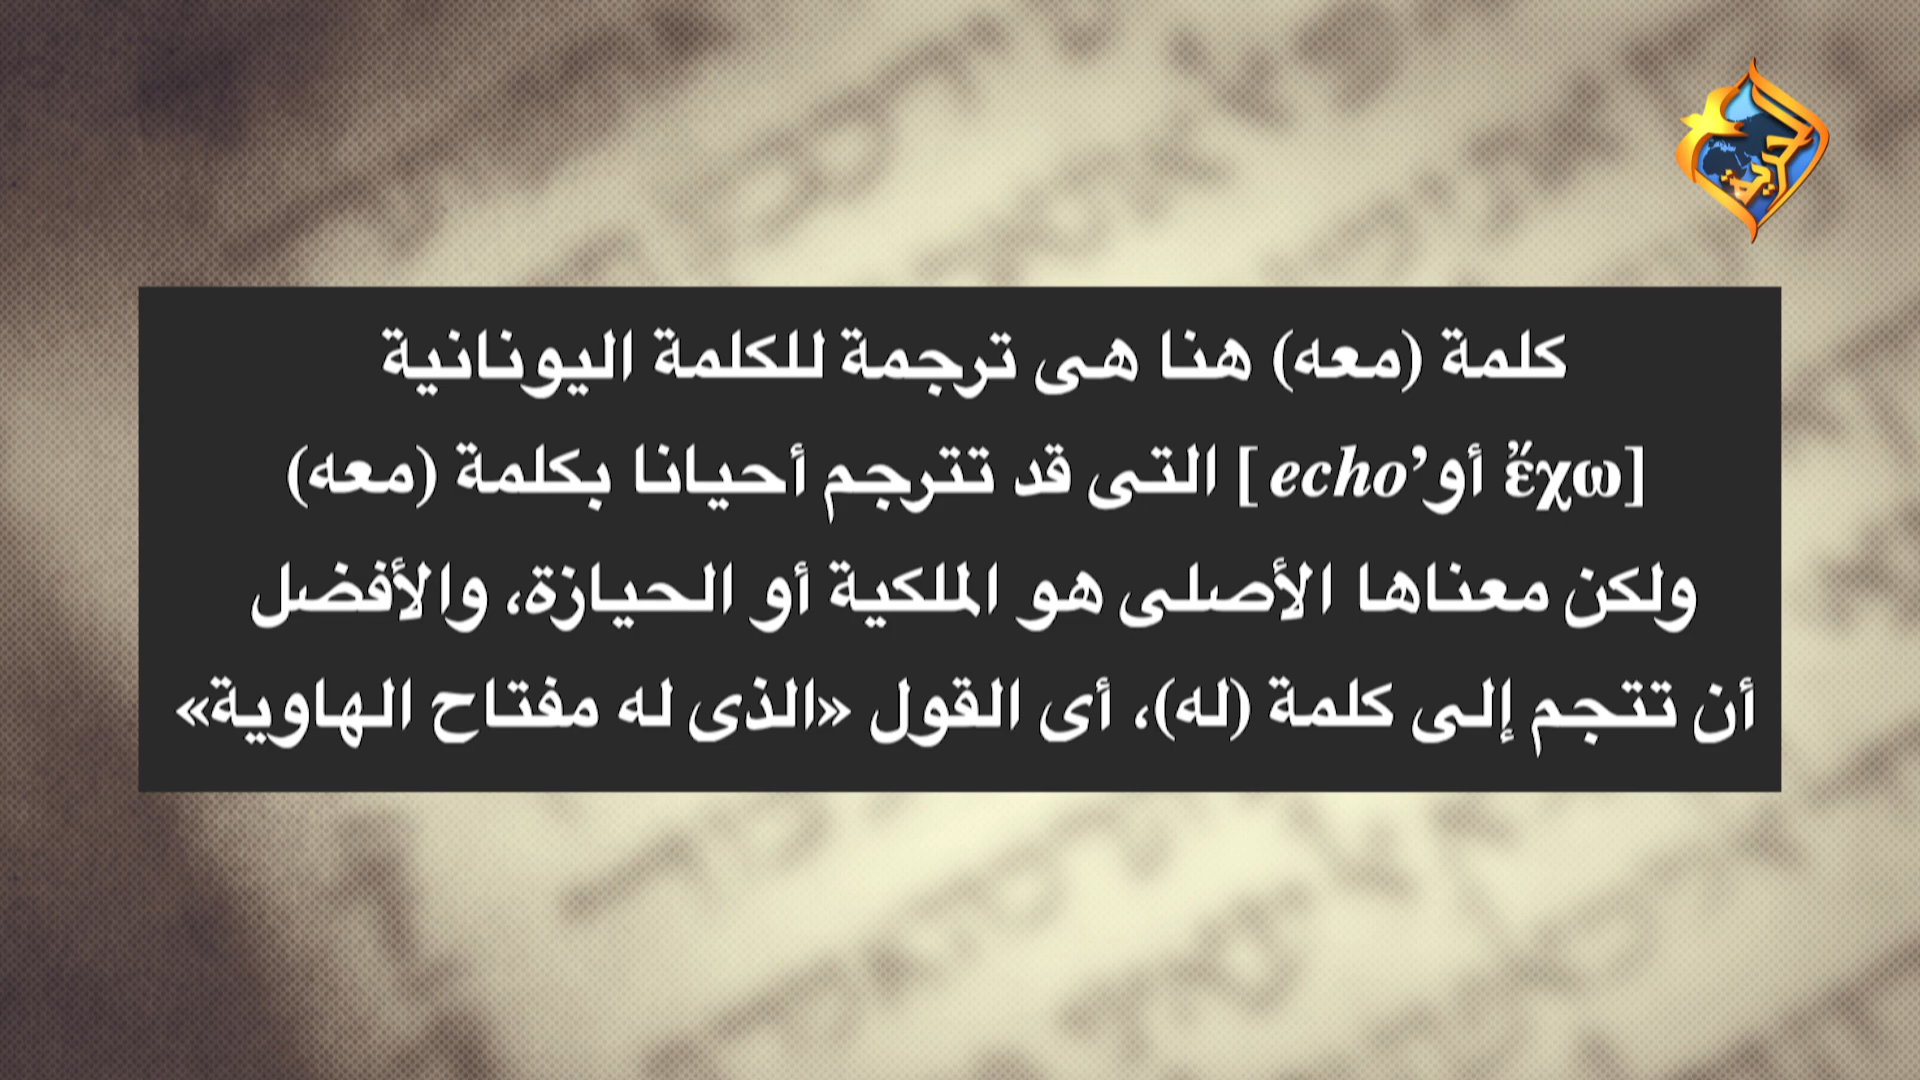 الحرية
كلمة (معه) هنا هى ترجمة للكلمة اليونانية
[ἔχω أو echo’ ] التى قد تترجم أحيانا بكلمة (معه)
ولكن معناها الأصلى هو الملكية أو الحيازة، والأفضل
أن تتجم إلى كلمة (له)، أى القول «الذى له مفتاح الهاوية»